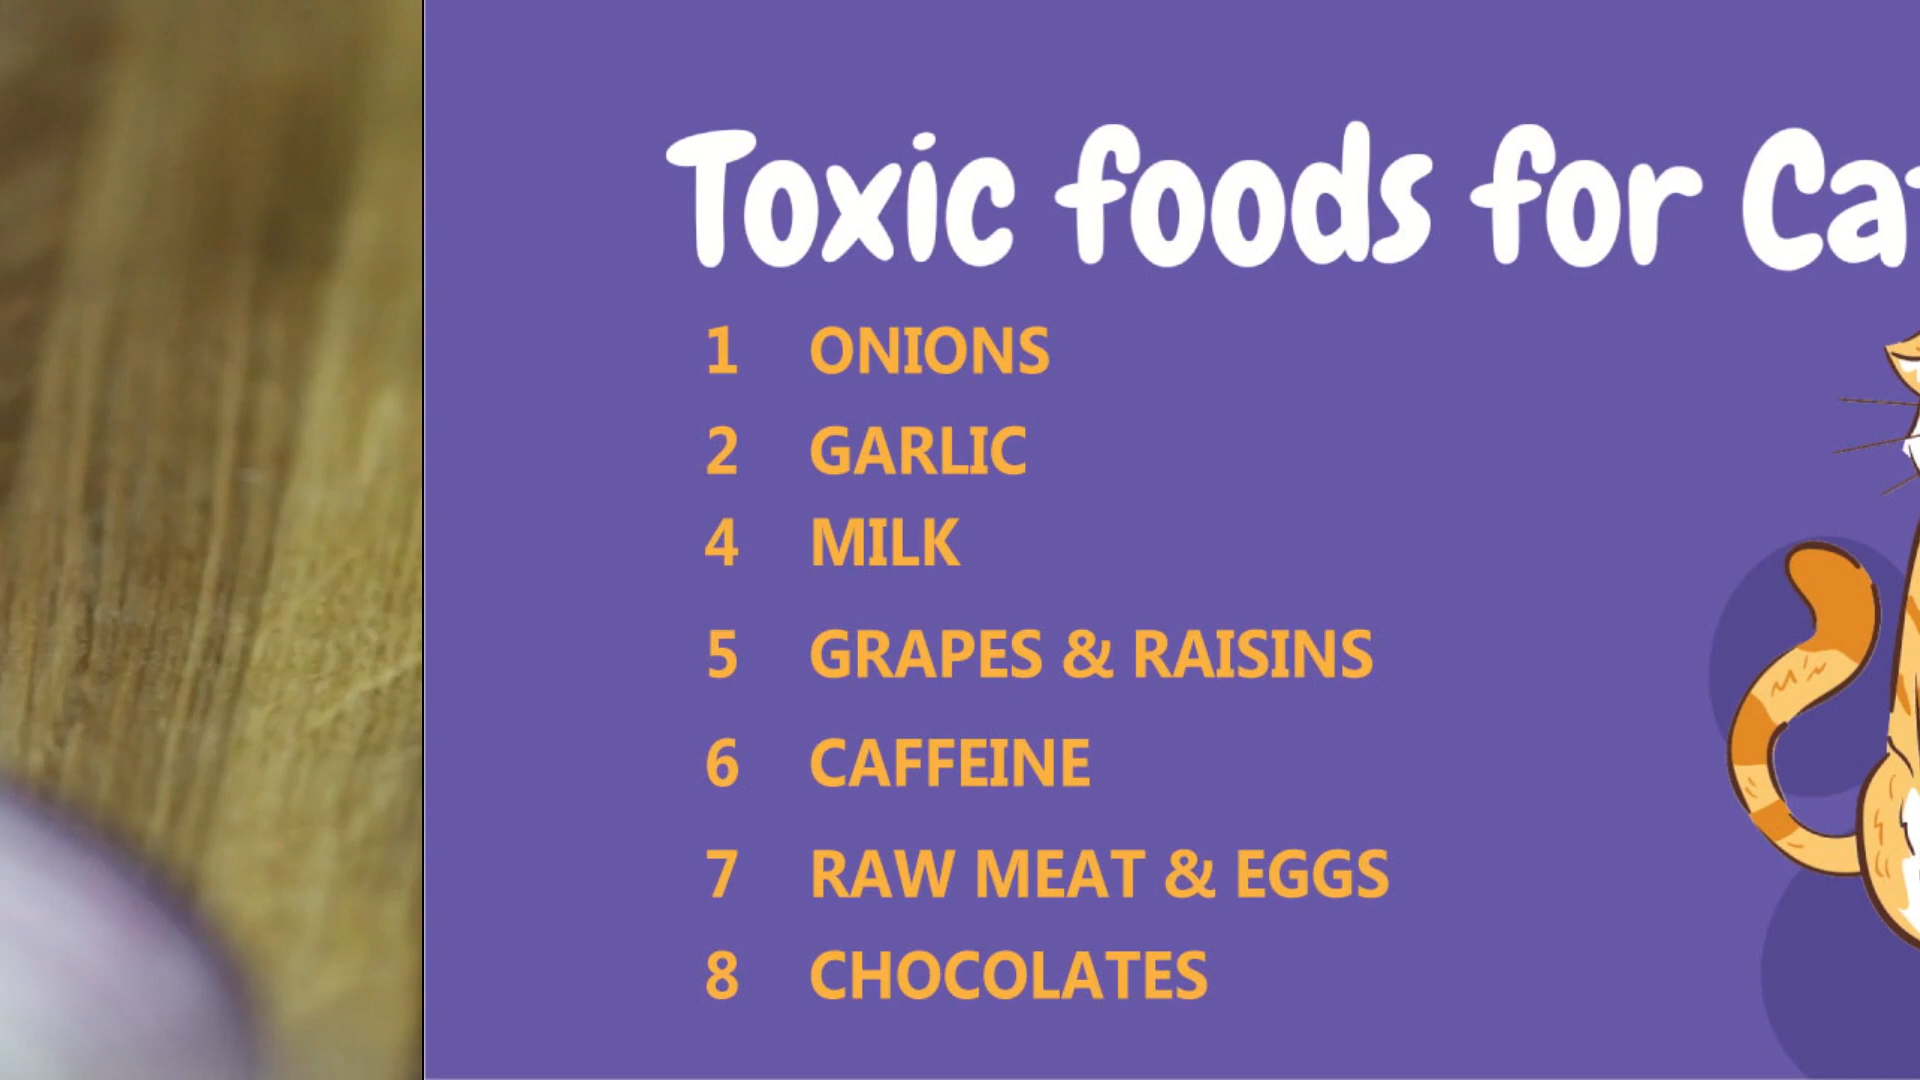 Toxic foods for Cat
1 ONIONS
2 GARLIC
4 MILK
5 GRAPES & RAISINS
6 CAFFEINE
7 RAW MEAT & EGGS
8 CHOCOLATES